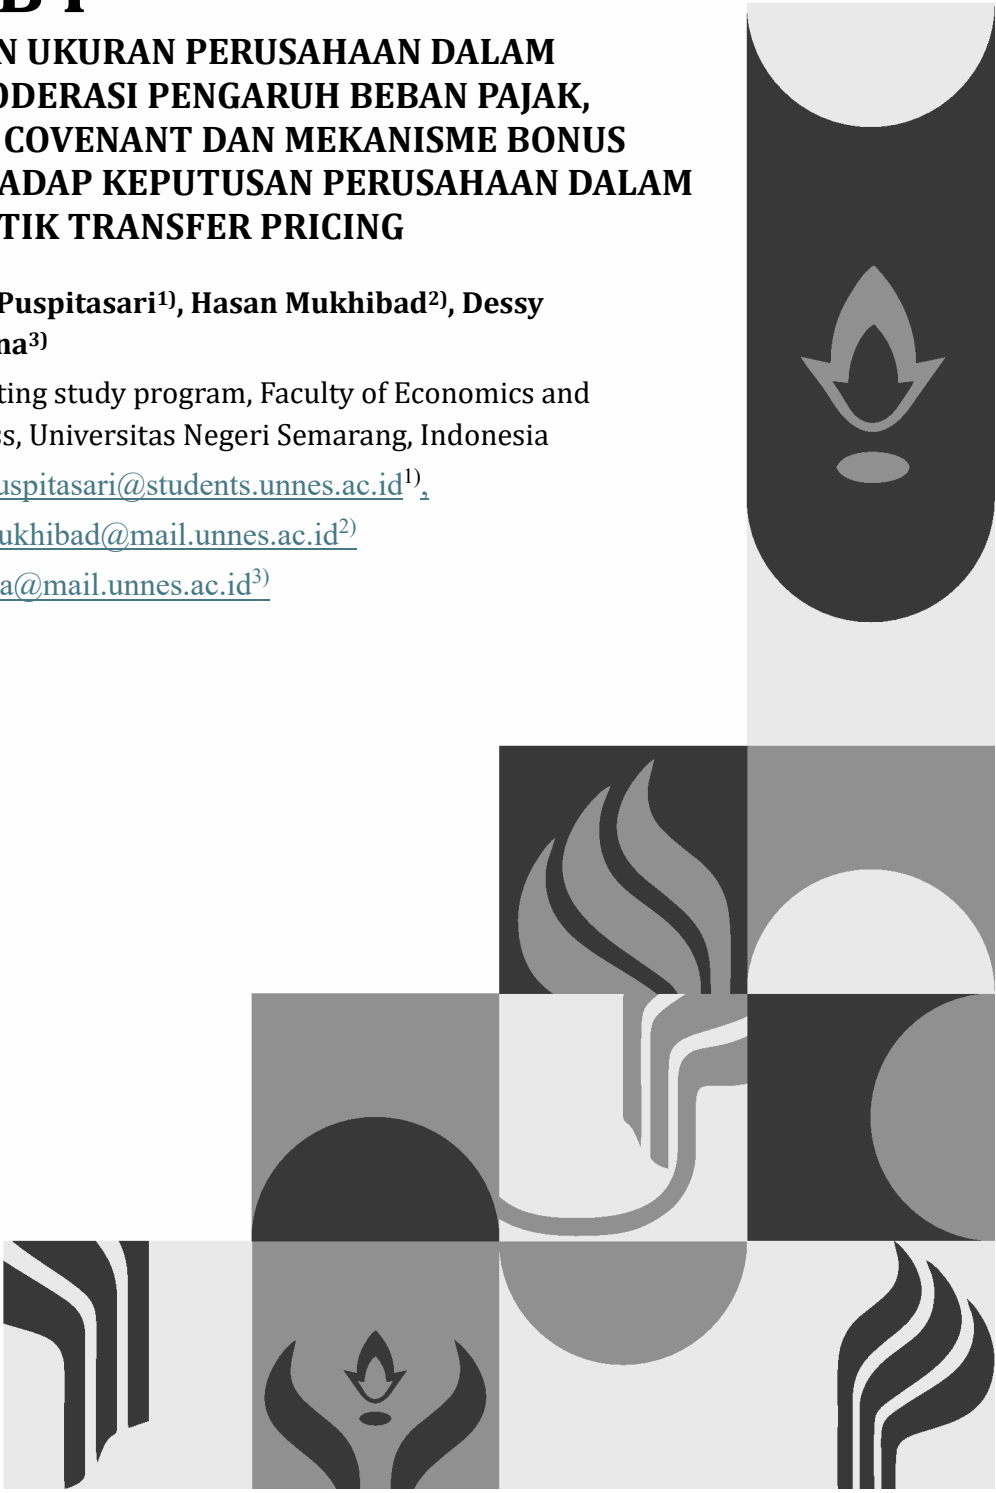 B I
N UKURAN PERUSAHAAN DALAM
ODERASI PENGARUH BEBAN PAJAK,
COVENANT DAN MEKANISME BONUS
ADAP KEPUTUSAN PERUSAHAAN DALAM
TIK TRANSFER PRICING
Puspitasari1), Hasan Mukhibad2), Dessy
na3)
ting study program, Faculty of Economics and
ss, Universitas Negeri Semarang, Indonesia
uspitasari@students.unnes.ac.id1),
ukhibad@mail.unnes.ac.id2)
a@mail.unnes.ac.id3)